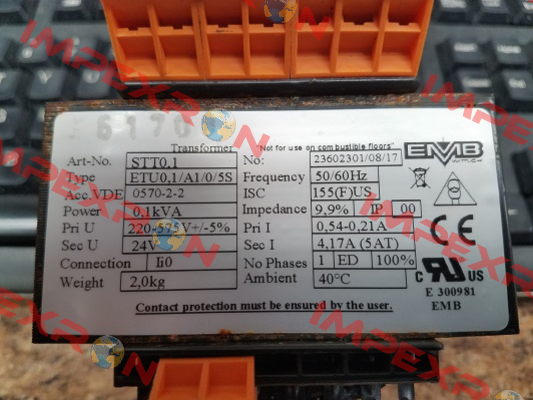 IMPEXRON
6170
Transformer "Not for use on combustible floors" EMB
Art-No. STT0,1 No: 23602301/08/17
Type ETU0,1/A1/0/5S Frequency 50/60Hz
Acc.VDE 0570-2-2 ISC 155(F)US
Power 0,1kVA Impedance 9,9% IP 00
Pri U 220-575V+/-5% Pri I 0,54-0,21A
Sec U 24V Sec I 4,17A (5AT)
Connection Ii0 No Phases 1 ED 100%
Weight 2,0kg Ambient 40°C
CE
C RU US
E 300981
EMB
Contact protection must be ensured by the user.